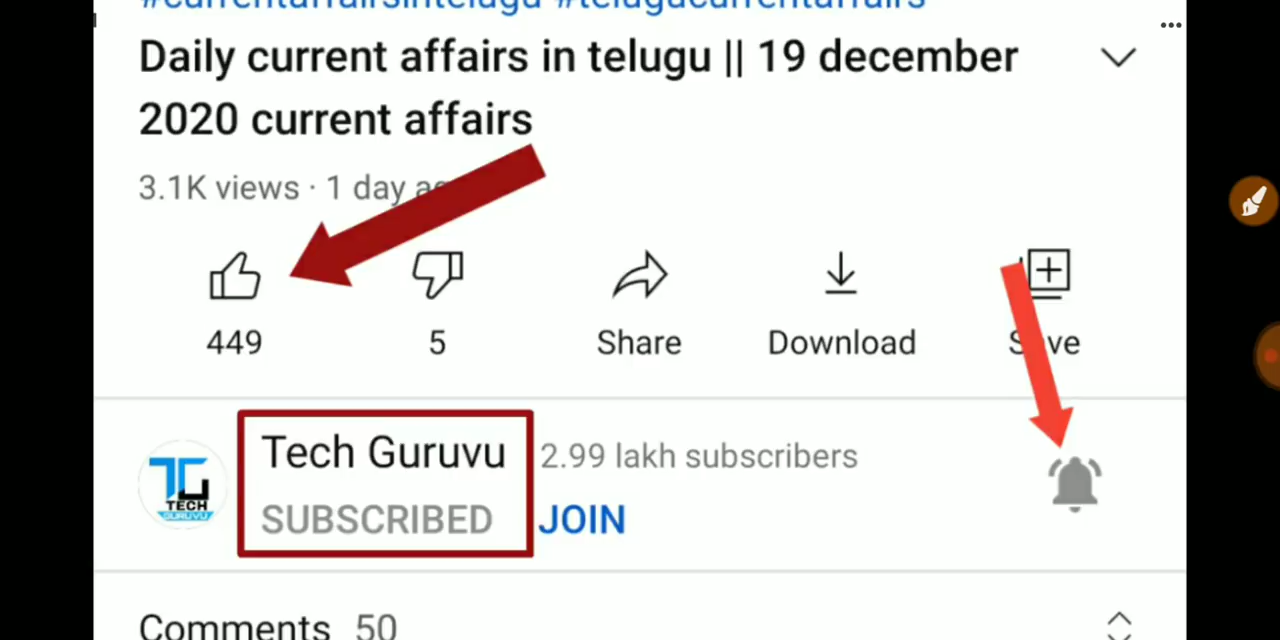 #currentaffairsintelugu #telugucurrentaffairs
Daily current affairs in telugu || 19 december
2020 current affairs
3.1K views · 1 day
449
5
Share
Download
Save
Tech Guruvu
2.99 lakh subscribers
SUBSCRIBED
JOIN
TECH
GURUVU
Comments 50